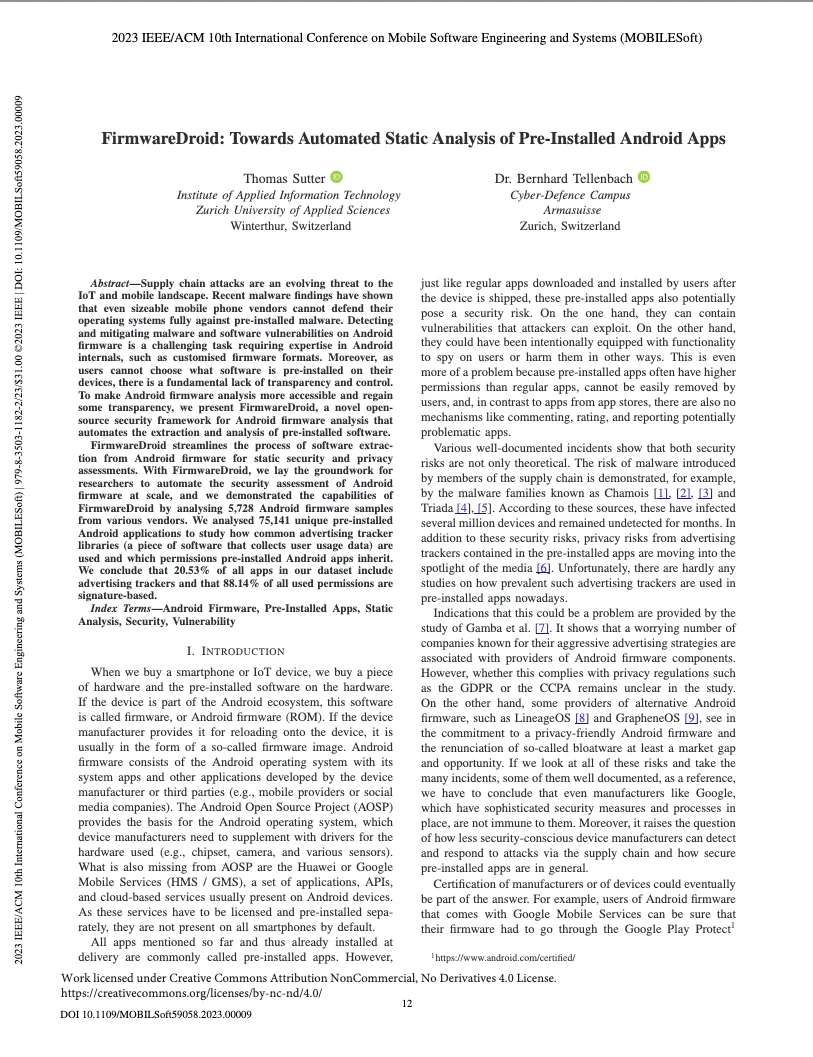 2023 IEEE/ACM 10th International Conference on Mobile Software Engineering and Systems (MOBILESoft)
2023 IEEE/ACM 10th International Conference on Mobile Software Engineering and Systems (MOBILESoft) | 979-8-3503-1182-2/23/$31.00 ©2023 IEEE | DOI: 10.1109/MOBILSoft59058.2023.00009
FirmwareDroid: Towards Automated Static Analysis of Pre-Installed Android Apps
Thomas Sutter iD
Institute of Applied Information Technology
Zurich University of Applied Sciences
Winterthur, Switzerland
Dr. Bernhard Tellenbach iD
Cyber-Defence Campus
Armasuisse
Zurich, Switzerland
Abstract—Supply chain attacks are an evolving threat to the
IoT and mobile landscape. Recent malware findings have shown
that even sizeable mobile phone vendors cannot defend their
operating systems fully against pre-installed malware. Detecting
and mitigating malware and software vulnerabilities on Android
firmware is a challenging task requiring expertise in Android
internals, such as customised firmware formats. Moreover, as
users cannot choose what software is pre-installed on their
devices, there is a fundamental lack of transparency and control.
To make Android firmware analysis more accessible and regain
some transparency, we present FirmwareDroid, a novel open-
source security framework for Android firmware analysis that
automates the extraction and analysis of pre-installed software.
FirmwareDroid streamlines the process of software extrac-
tion from Android firmware for static security and privacy
assessments. With FirmwareDroid, we lay the groundwork for
researchers to automate the security assessment of Android
firmware at scale, and we demonstrated the capabilities of
FirmwareDroid by analysing 5,728 Android firmware samples
from various vendors. We analysed 75,141 unique pre-installed
Android applications to study how common advertising tracker
libraries (a piece of software that collects user usage data) are
used and which permissions pre-installed Android apps inherit.
We conclude that 20.53% of all apps in our dataset include
advertising trackers and that 88.14% of all used permissions are
signature-based.
Index Terms—Android Firmware, Pre-Installed Apps, Static
Analysis, Security, Vulnerability
I. INTRODUCTION
When we buy a smartphone or IoT device, we buy a piece
of hardware and the pre-installed software on the hardware.
If the device is part of the Android ecosystem, this software
is called firmware, or Android firmware (ROM). If the device
manufacturer provides it for reloading onto the device, it is
usually in the form of a so-called firmware image. Android
firmware consists of the Android operating system with its
system apps and other applications developed by the device
manufacturer or third parties (e.g., mobile providers or social
media companies). The Android Open Source Project (AOSP)
provides the basis for the Android operating system, which
device manufacturers need to supplement with drivers for the
hardware used (e.g., chipset, camera, and various sensors).
What is also missing from AOSP are the Huawei or Google
Mobile Services (HMS / GMS), a set of applications, APIs,
and cloud-based services usually present on Android devices.
As these services have to be licensed and pre-installed sepa-
rately, they are not present on all smartphones by default.
All apps mentioned so far and thus already installed at
delivery are commonly called pre-installed apps. However,
just like regular apps downloaded and installed by users after
the device is shipped, these pre-installed apps also potentially
pose a security risk. On the one hand, they can contain
vulnerabilities that attackers can exploit. On the other hand,
they could have been intentionally equipped with functionality
to spy on users or harm them in other ways. This is even
more of a problem because pre-installed apps often have higher
permissions than regular apps, cannot be easily removed by
users, and, in contrast to apps from app stores, there are also no
mechanisms like commenting, rating, and reporting potentially
problematic apps.
Various well-documented incidents show that both security
risks are not only theoretical. The risk of malware introduced
by members of the supply chain is demonstrated, for example,
by the malware families known as Chamois [1], [2], [3] and
Triada [4], [5]. According to these sources, these have infected
several million devices and remained undetected for months. In
addition to these security risks, privacy risks from advertising
trackers contained in the pre-installed apps are moving into the
spotlight of the media [6]. Unfortunately, there are hardly any
studies on how prevalent such advertising trackers are used in
pre-installed apps nowadays.
Indications that this could be a problem are provided by the
study of Gamba et al. [7]. It shows that a worrying number of
companies known for their aggressive advertising strategies are
associated with providers of Android firmware components.
However, whether this complies with privacy regulations such
as the GDPR or the CCPA remains unclear in the study.
On the other hand, some providers of alternative Android
firmware, such as LineageOS [8] and GrapheneOS [9], see in
the commitment to a privacy-friendly Android firmware and
the renunciation of so-called bloatware at least a market gap
and opportunity. If we look at all of these risks and take the
many incidents, some of them well documented, as a reference,
we have to conclude that even manufacturers like Google,
which have sophisticated security measures and processes in
place, are not immune to them. Moreover, it raises the question
of how less security-conscious device manufacturers can detect
and respond to attacks via the supply chain and how secure
pre-installed apps are in general.
Certification of manufacturers or of devices could eventually
be part of the answer. For example, users of Android firmware
that comes with Google Mobile Services can be sure that
their firmware had to go through the Google Play Protect1
1https://www.android.com/certified/
Work licensed under Creative Commons Attribution NonCommercial, No Derivatives 4.0 License.
https://creativecommons.org/licenses/by-nc-nd/4.0/
12
DOI 10.1109/MOBILSoft59058.2023.00009